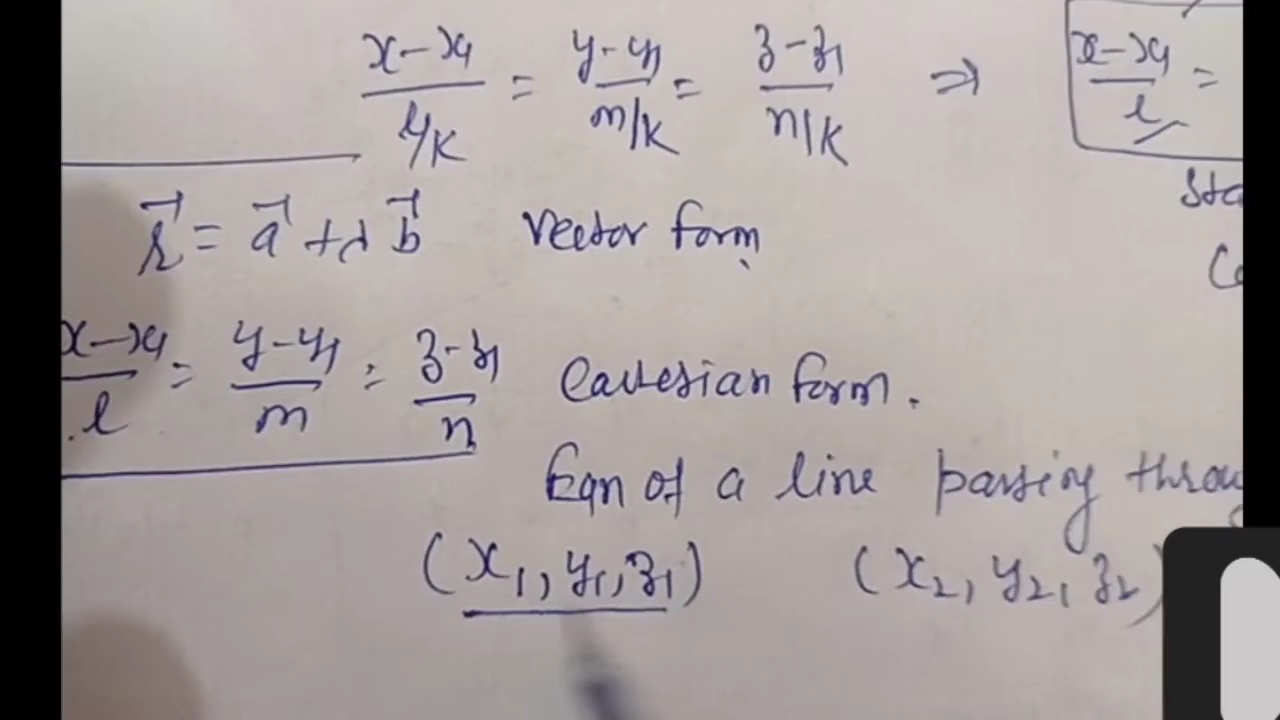 (x-x₁)/(l/k) = (y-y₁)/(m/k) = (z-z₁)/(n/k) ⇒ (x-x₁)/l =
r⃗ = a⃗ + λb⃗ vector form
(x-x₁)/l = (y-y₁)/m = (z-z₁)/n Cartesian form.
Eqn of a line passing
(x₁, y₁, z₁) (x₂, y₂, z₂)